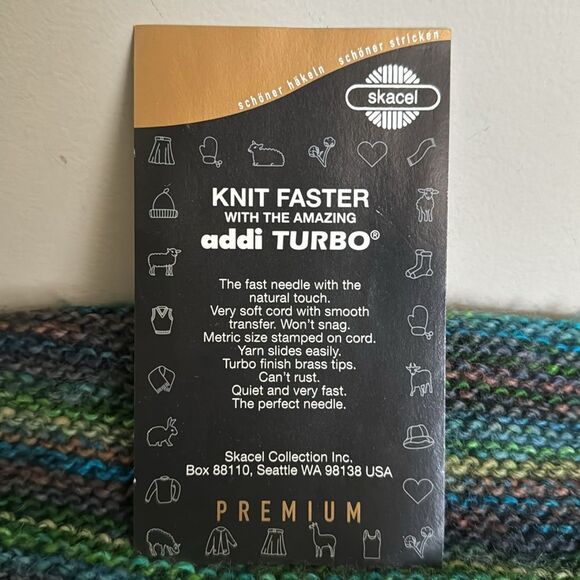 schöner häkeln schöner stricken
skacel
KNIT FASTER
WITH THE AMAZING
addi TURBO®
The fast needle with the
natural touch.
Very soft cord with smooth
transfer. Won't snag.
Metric size stamped on cord.
Yarn slides easily.
Turbo finish brass tips.
Can't rust.
Quiet and very fast.
The perfect needle.
Skacel Collection Inc.
Box 88110, Seattle WA 98138 USA
PREMIUM